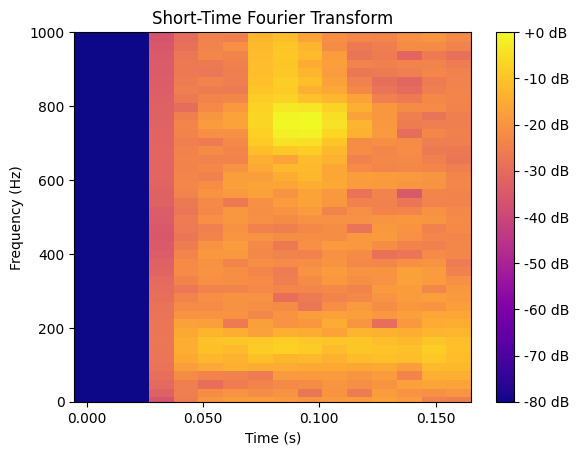 Short-Time Fourier Transform
1000
800
600
400
200
0
Frequency (Hz)
0.000
0.050
0.100
0.150
Time (s)
+0 dB
-10 dB
-20 dB
-30 dB
-40 dB
-50 dB
-60 dB
-70 dB
-80 dB